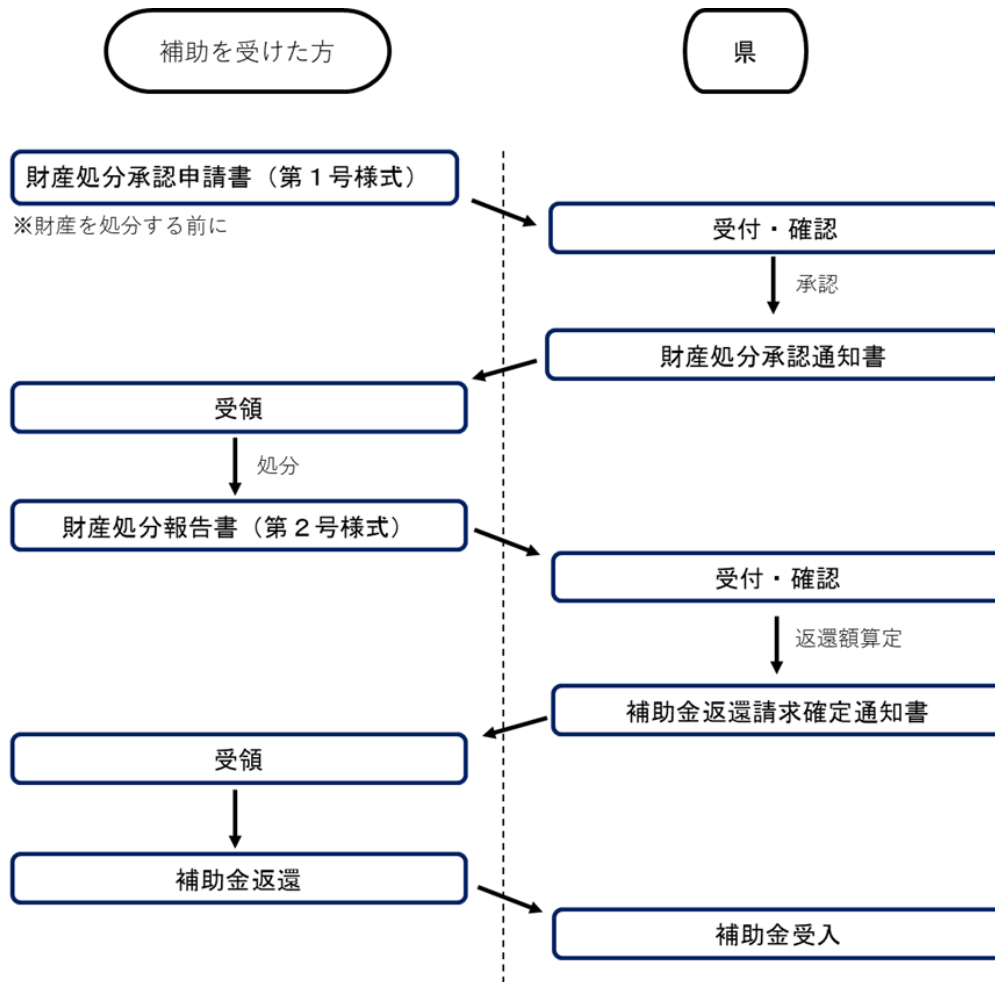 補助を受けた方
県
財産処分承認申請書（第１号様式）
※財産を処分する前に
受付・確認
承認
財産処分承認通知書
受領
処分
財産処分報告書（第２号様式）
受付・確認
返還額算定
補助金返還請求確定通知書
受領
補助金返還
補助金受入